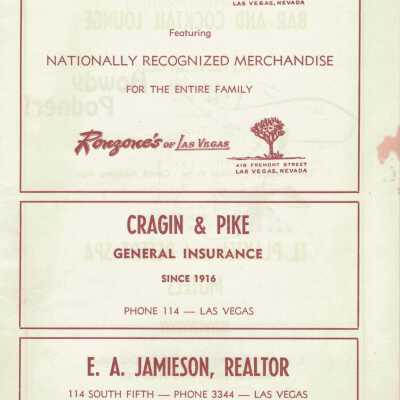 LAS VEGAS, NEVADA
Featuring
NATIONALLY RECOGNIZED MERCHANDISE
FOR THE ENTIRE FAMILY
Ronzone's OF LAS VEGAS
418 FREMONT STREET
LAS VEGAS, NEVADA
CRAGIN & PIKE
GENERAL INSURANCE
SINCE 1916
PHONE 114 — LAS VEGAS
E. A. JAMIESON, REALTOR
114 SOUTH FIFTH — PHONE 3344 — LAS VEGAS